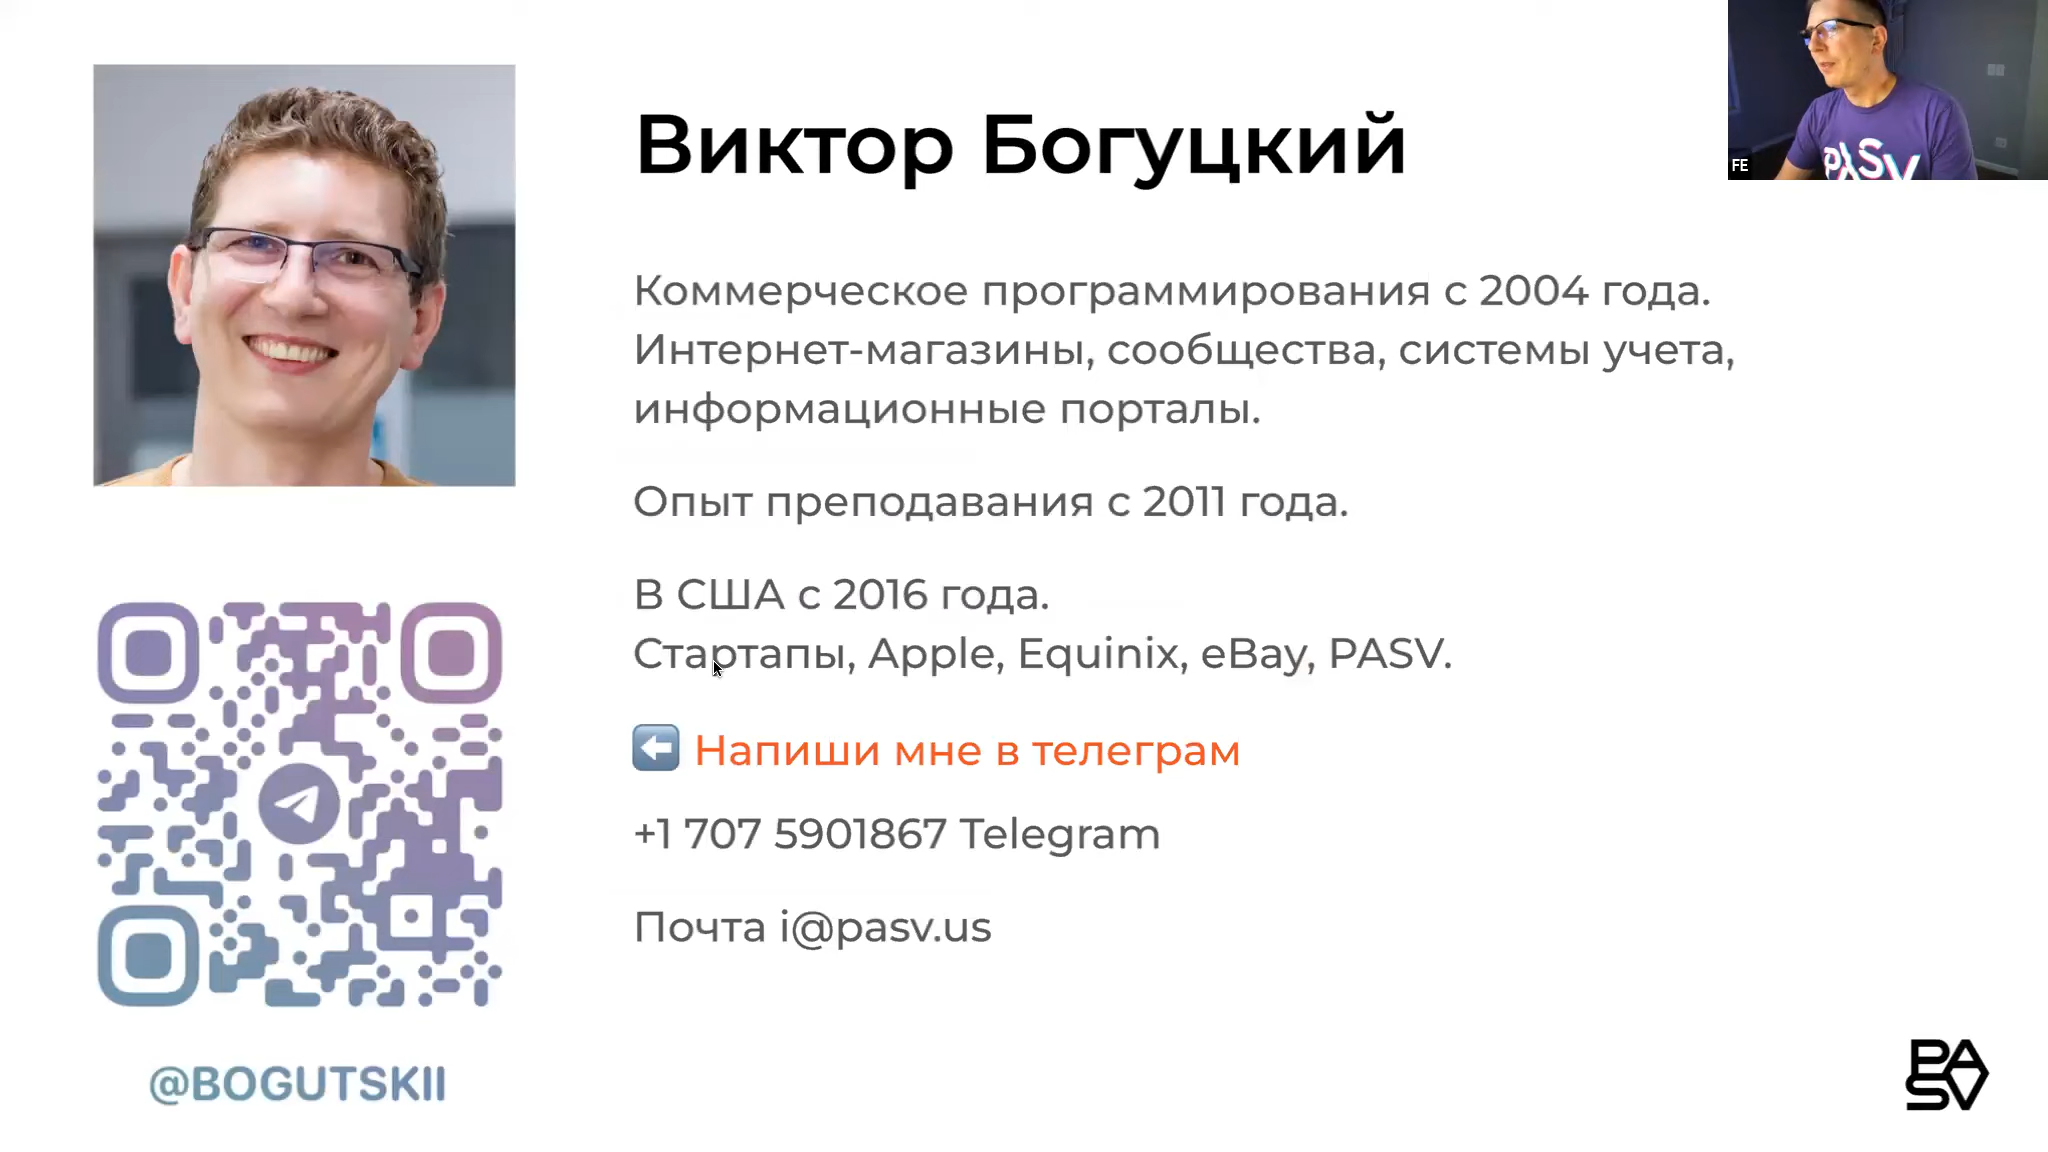 Виктор Богуцкий
PASV
FE
Коммерческое программирования с 2004 года.
Интернет-магазины, сообщества, системы учета,
информационные порталы.
Опыт преподавания с 2011 года.
В США с 2016 года.
Стартапы, Apple, Equinix, eBay, PASV.
Напиши мне в телеграм
+1 707 5901867 Telegram
Почта i@pasv.us
@BOGUTSKII
PASV